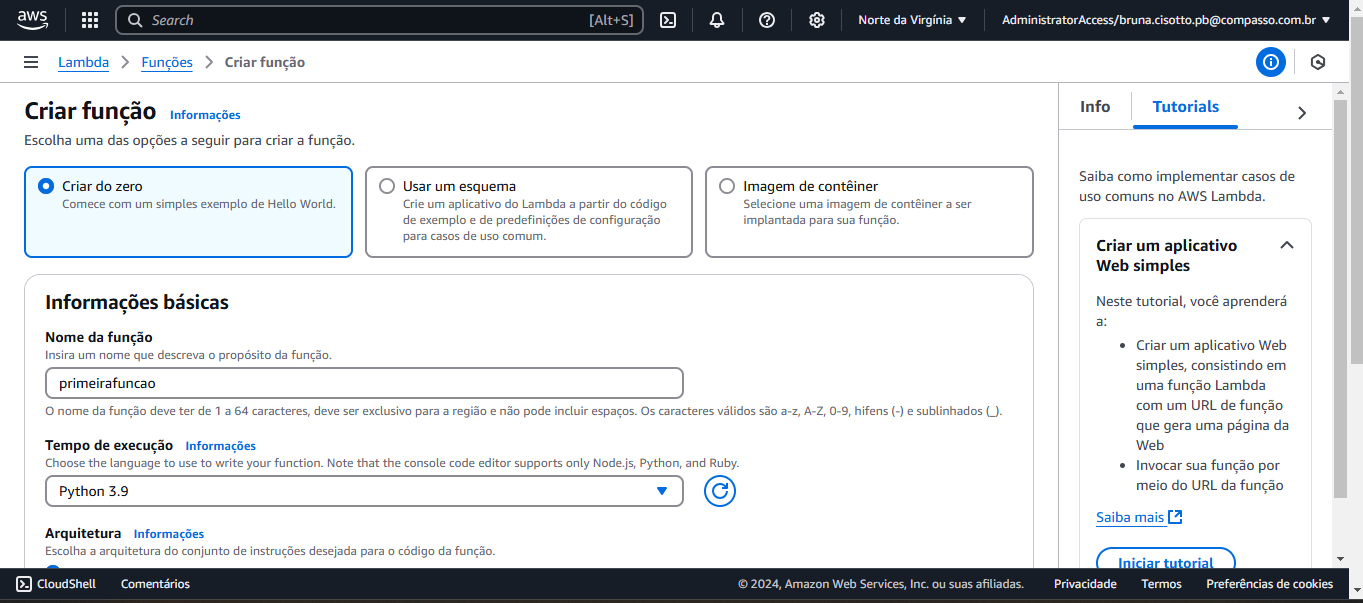 aws
Search [Alt+S]
Norte da Virgínia
AdministratorAccess/bruna.cisotto.pb@compasso.com.br
Lambda > Funções > Criar função
Criar função Informações
Escolha uma das opções a seguir para criar a função.
Criar do zero
Comece com um simples exemplo de Hello World.
Usar um esquema
Crie um aplicativo do Lambda a partir do código
de exemplo e de predefinições de configuração
para casos de uso comum.
Imagem de contêiner
Selecione uma imagem de contêiner a ser
implantada para sua função.
Informações básicas
Nome da função
Insira um nome que descreva o propósito da função.
primeirafuncao
O nome da função deve ter de 1 a 64 caracteres, deve ser exclusivo para a região e não pode incluir espaços. Os caracteres válidos são a-z, A-Z, 0-9, hifens (-) e sublinhados (_).
Tempo de execução Informações
Choose the language to use to write your function. Note that the console code editor supports only Node.js, Python, and Ruby.
Python 3.9
Arquitetura Informações
Escolha a arquitetura do conjunto de instruções desejada para o código da função.
Info
Tutorials
Saiba como implementar casos de
uso comuns no AWS Lambda.
Criar um aplicativo
Web simples
Neste tutorial, você aprenderá
a:
• Criar um aplicativo Web
simples, consistindo em
uma função Lambda
com um URL de função
que gera uma página da
Web
• Invocar sua função por
meio do URL da função
Saiba mais
Iniciar tutorial
CloudShell
Comentários
© 2024, Amazon Web Services, Inc. ou suas afiliadas.
Privacidade
Termos
Preferências de cookies